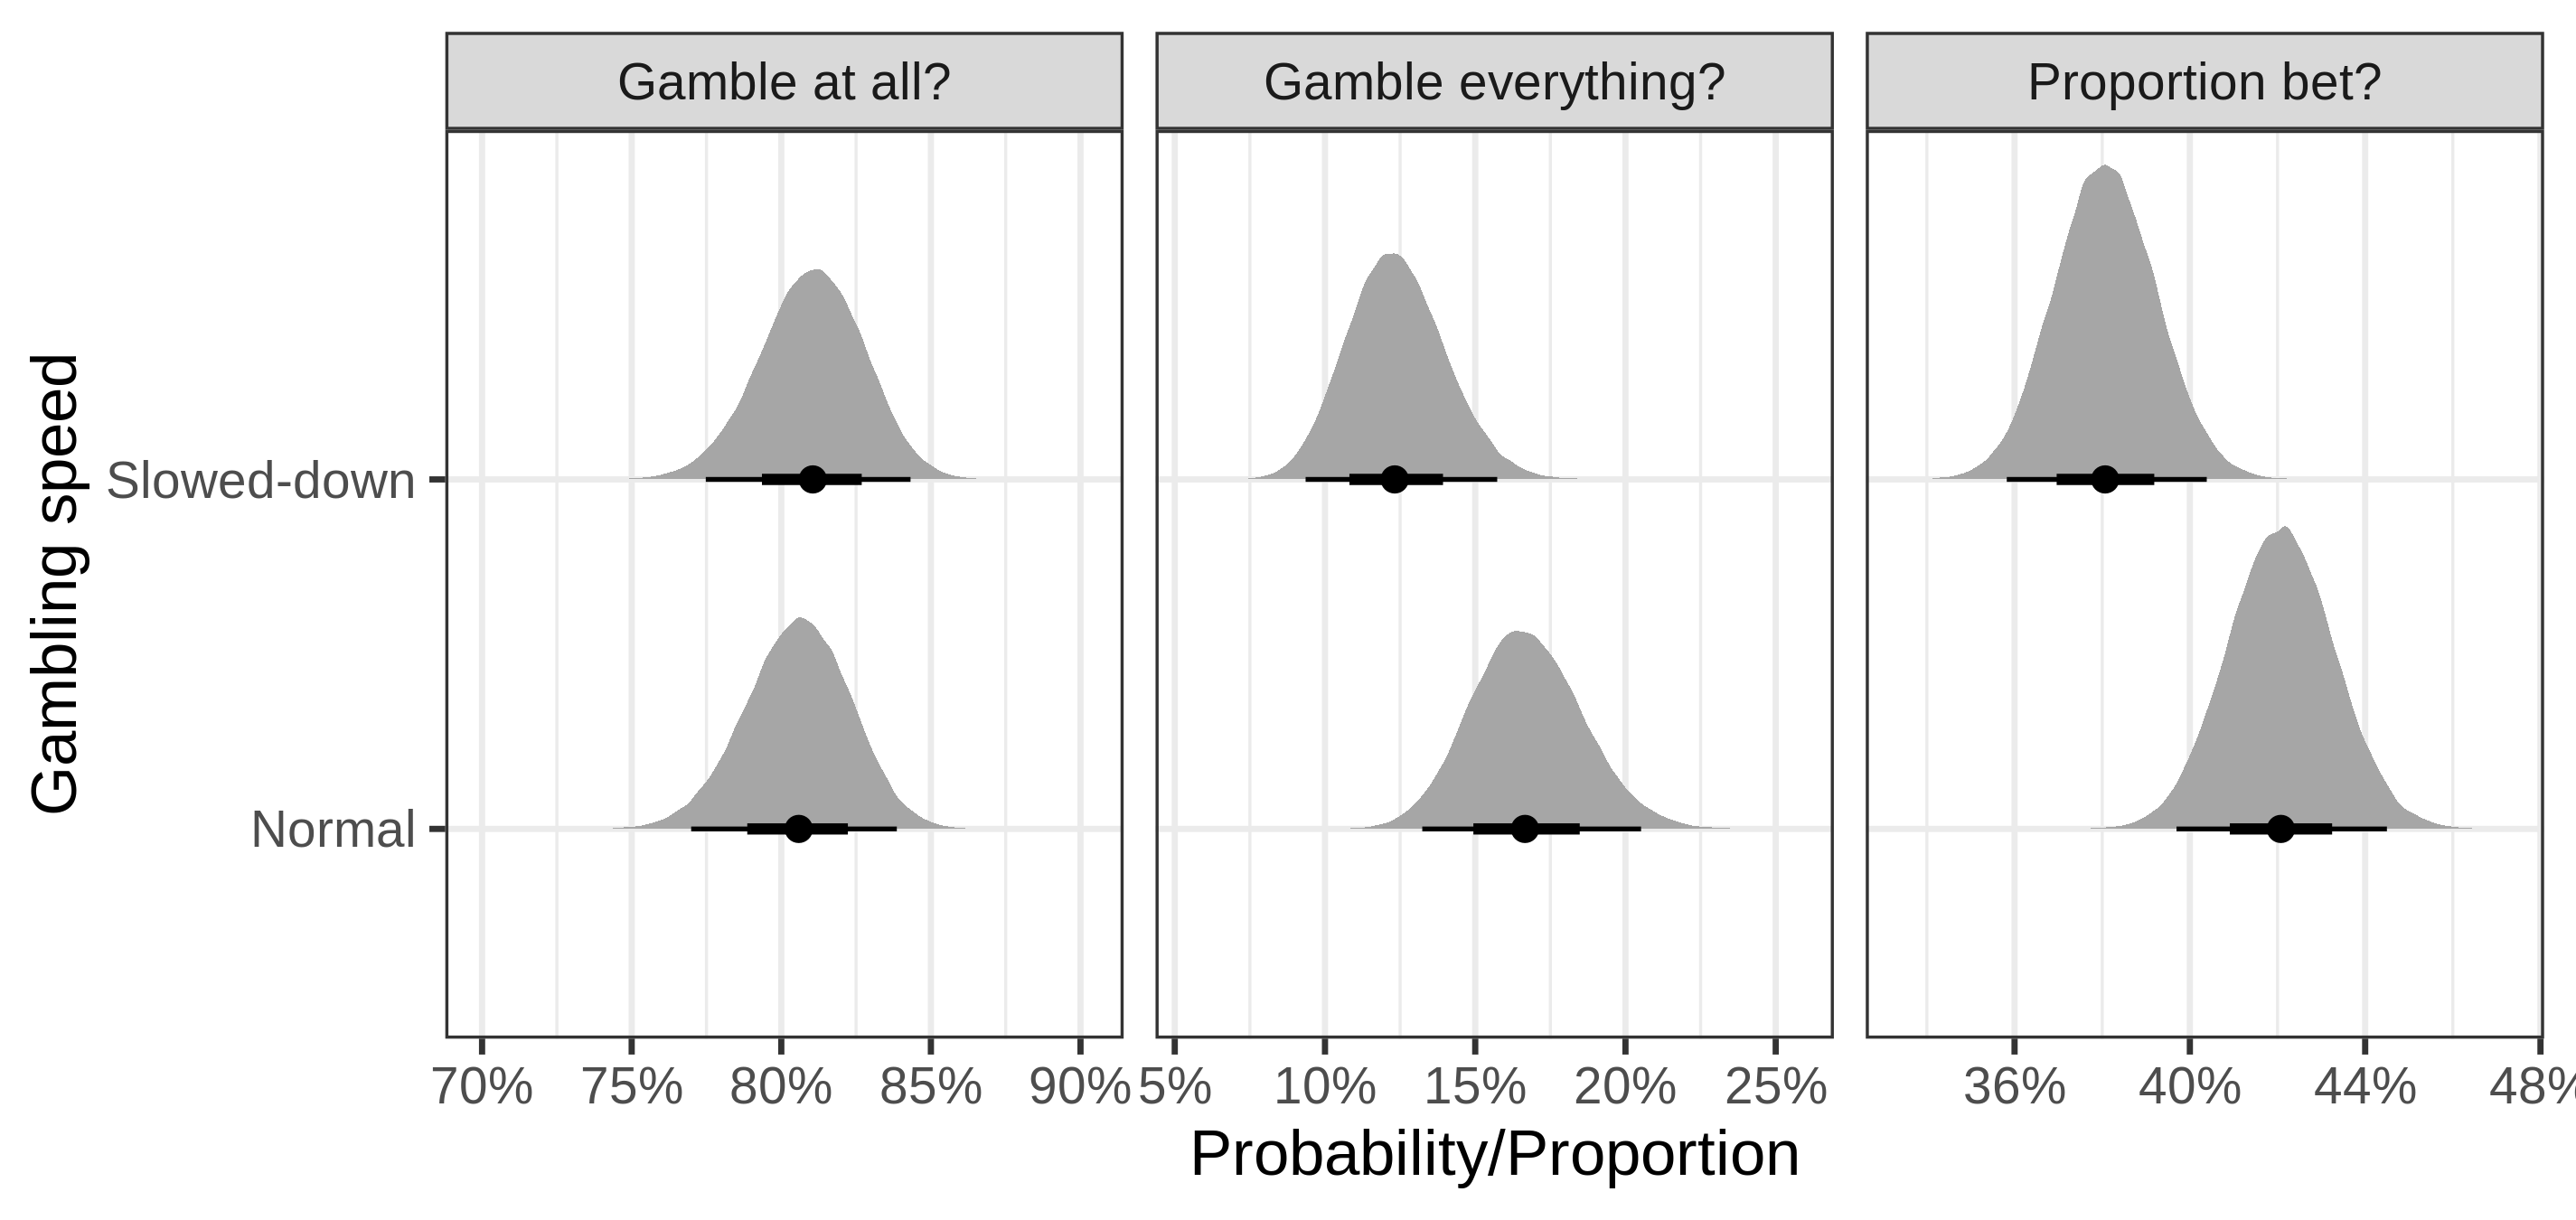 Gamble at all?
Gamble everything?
Proportion bet?
Gambling speed
Slowed-down
Normal
70% 75% 80% 85% 90% 5% 10% 15% 20% 25% 36% 40% 44% 48%
Probability/Proportion